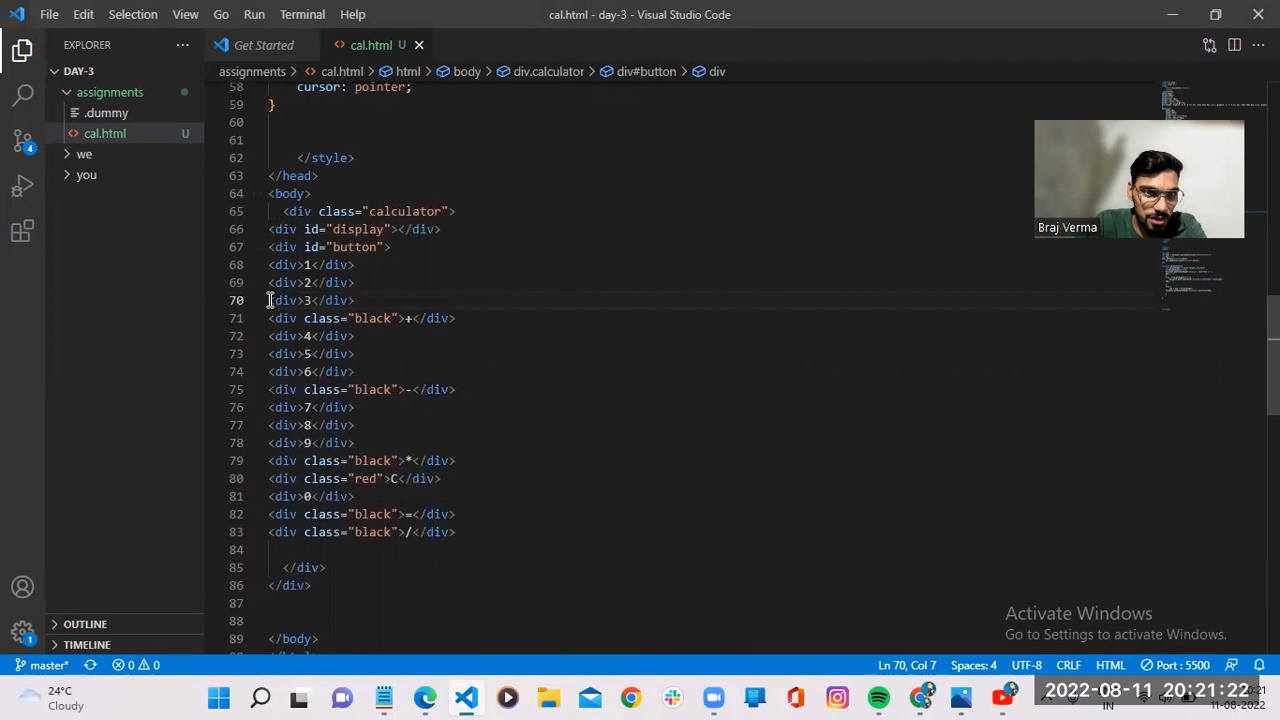 File Edit Selection View Go Run Terminal Help
cal.html - day-3 - Visual Studio Code
EXPLORER
Get Started
cal.html U
DAY-3
assignments > cal.html > html > body > div.calculator > div#button > div
assignments
.dummy
cal.html U
we
you
58 cursor: pointer;
59 }
60
61
62 </style>
63 </head>
64 <body>
65 <div class="calculator">
66 <div id="display"></div>
67 <div id="button">
68 <div>1</div>
69 <div>2</div>
70 <div>3</div>
71 <div class="black">+</div>
72 <div>4</div>
73 <div>5</div>
74 <div>6</div>
75 <div class="black">-</div>
76 <div>7</div>
77 <div>8</div>
78 <div>9</div>
79 <div class="black">*</div>
80 <div class="red">C</div>
81 <div>0</div>
82 <div class="black">=</div>
83 <div class="black">/</div>
84
85 </div>
86 </div>
87
88
89 </body>
Braj Verma
4
OUTLINE
TIMELINE
1
Activate Windows
Go to Settings to activate Windows.
master* 0 0 Ln 70, Col 7 Spaces: 4 UTF-8 CRLF HTML Port : 5500
24°C
Cloudy
2022-08-11 20:21:22
IN 11-08-2022